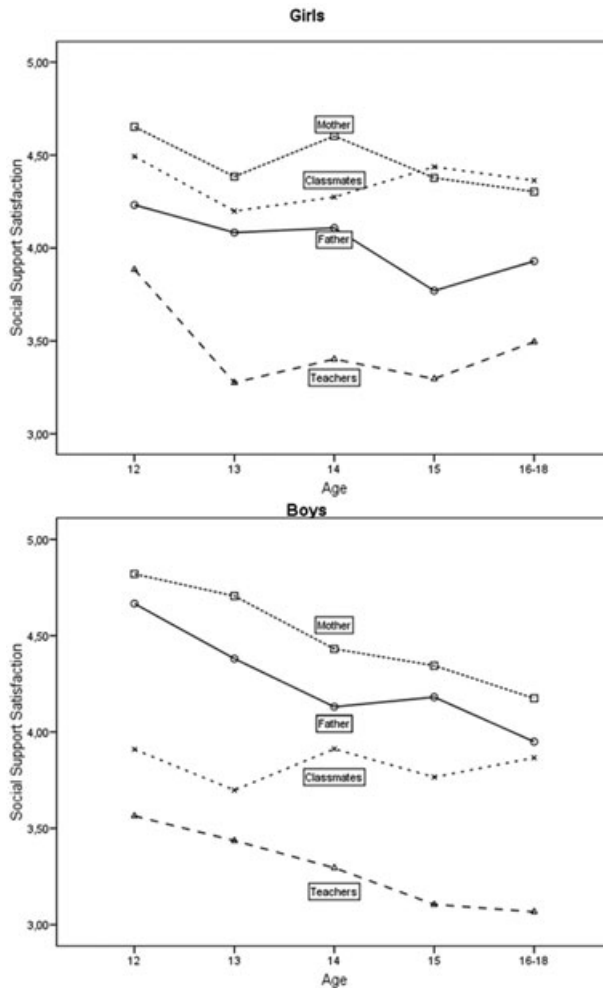 Girls
5,00
4,50
4,00
3,50
3,00
Social Support Satisfaction
Mother
Classmates
Father
Teachers
12 13 14 15 16-18
Age
Boys
5,00
4,50
4,00
3,50
3,00
Social Support Satisfaction
Mother
Father
Classmates
Teachers
12 13 14 15 16-18
Age